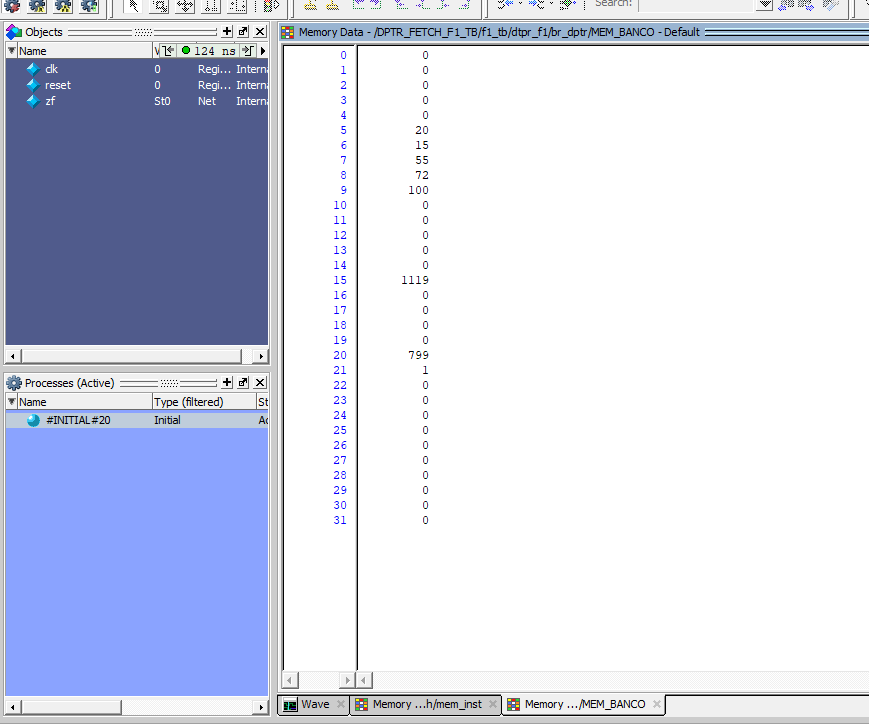 Search:
Objects
Name
124 ns
clk 0 Regi... Interna
reset 0 Regi... Interna
zf St0 Net Interna
Processes (Active)
Name Type (filtered) St
#INITIAL#20 Initial Ac
Memory Data - /DPTR_FETCH_F1_TB/f1_tb/dtpr_f1/br_dptr/MEM_BANCO - Default
0 0
1 0
2 0
3 0
4 0
5 20
6 15
7 55
8 72
9 100
10 0
11 0
12 0
13 0
14 0
15 1119
16 0
17 0
18 0
19 0
20 799
21 1
22 0
23 0
24 0
25 0
26 0
27 0
28 0
29 0
30 0
31 0
Wave
Memory ...h/mem_inst
Memory .../MEM_BANCO